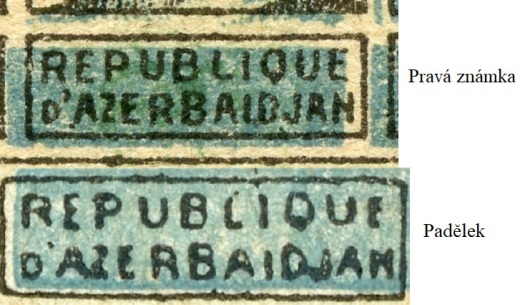 REPUBLIQUE
D'AZERBAIDJAN
Pravá známka
REPUBLIQUE
D'AZERBAIDJAN
Padělek